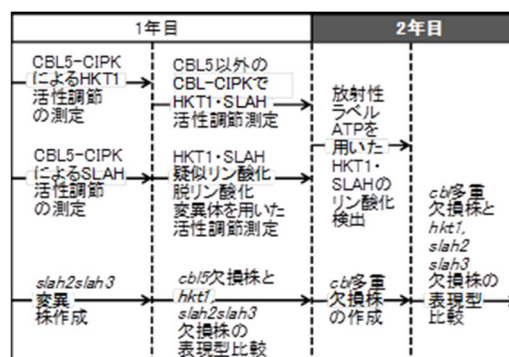 1年目
2年目
CBL5-CIPK
によるHKT1
活性調節
の測定
CBL5以外の
CBL-CIPKで
HKT1・SLAH
活性調節測定
CBL5-CIPK
によるSLAH
活性調節
の測定
HKT1・SLAH
疑似リン酸化
脱リン酸化
変異体を用いた
活性調節測定
放射性
ラベル
ATPを
用いた
HKT1・
SLAHの
リン酸化
検出
slah2slah3
変異
株作成
cbl5欠損株と
hkt1,
slah2slah3
欠損株の
表現型比較
cbl多重
欠損株
の作成
cbl多重
欠損株と
hkt1,
slah2
slah3
欠損株の
表現型
比較